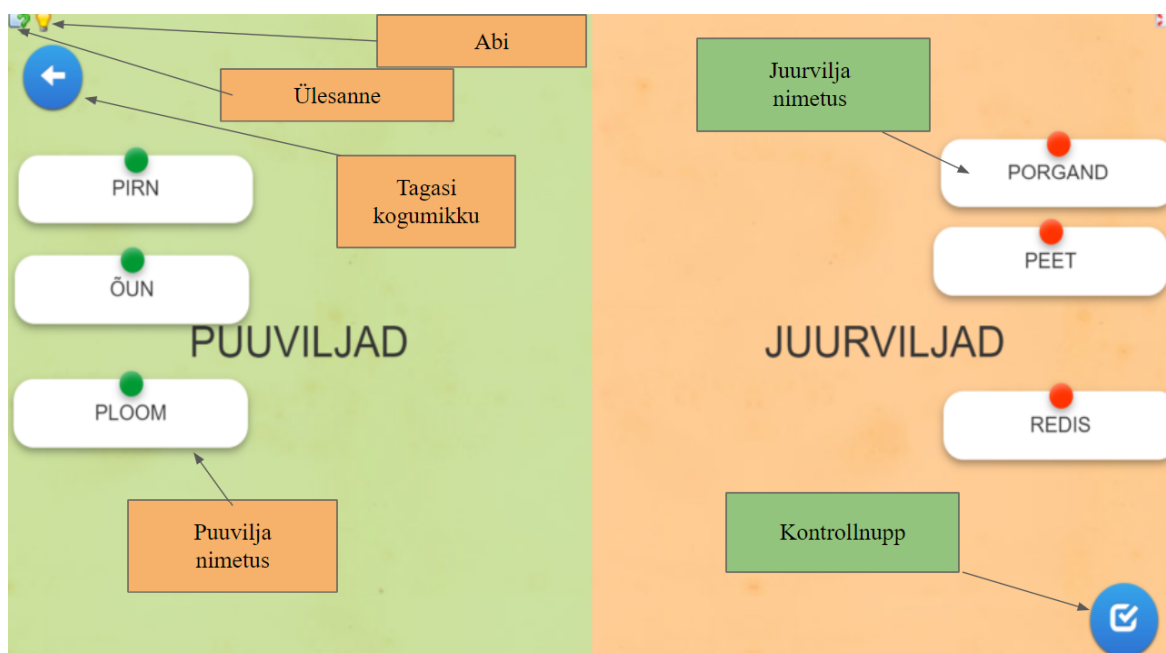 Abi
Ülesanne
Tagasi
kogumikku
PIRN
ÕUN
PUUVILJAD
PLOOM
Puuvilja
nimetus
Juurvilja
nimetus
PORGAND
PEET
JUURVILJAD
REDIS
Kontrollnupp